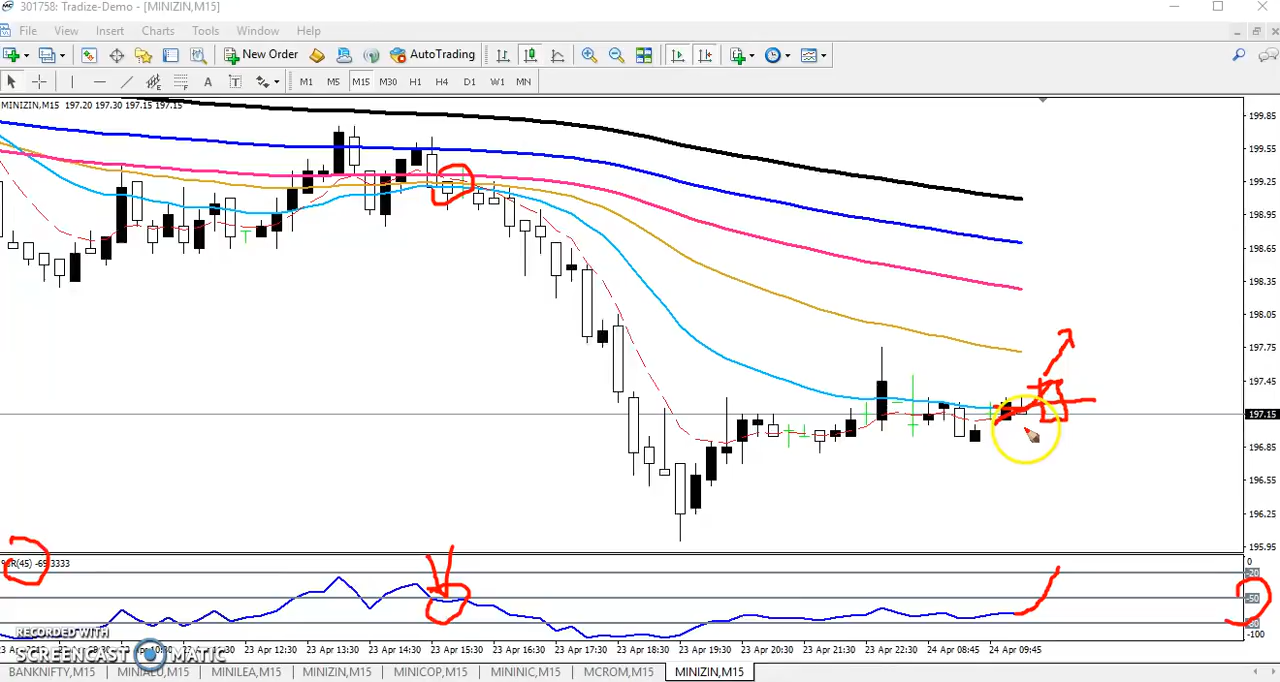 301758: Tradize-Demo - [MINIZIN,M15]
File View Insert Charts Tools Window Help
New Order AutoTrading
A T M1 M5 M15 M30 H1 H4 D1 W1 MN
MINIZIN,M15 197.20 197.30 197.15 197.15
199.85
199.55
199.25
198.95
198.65
198.35
198.05
197.75
197.45
197.15
196.85
196.55
196.25
195.95
%R(45) -69.3333
0
-20
-50
-80
-100
23 Apr 12:30 23 Apr 13:30 23 Apr 14:30 23 Apr 15:30 23 Apr 16:30 23 Apr 17:30 23 Apr 18:30 23 Apr 19:30 23 Apr 20:30 23 Apr 21:30 23 Apr 22:30 24 Apr 08:45 24 Apr 09:45
RECORDED WITH
SCREENCAST MATIC
BANKNIFTY,M15 MINIALU,M15 MINILEA,M15 MINIZIN,M15 MINICOP,M15 MININIC,M15 MCROM,M15 MINIZIN,M15